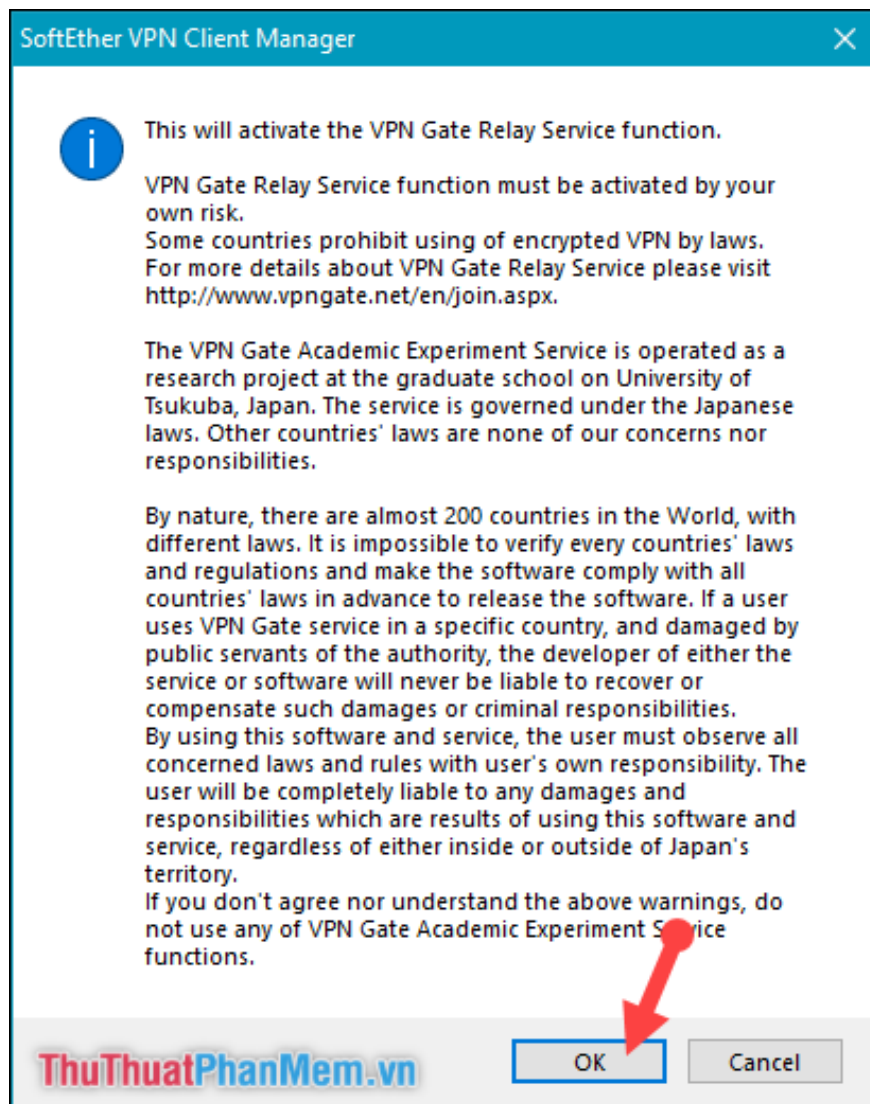 SoftEther VPN Client Manager
This will activate the VPN Gate Relay Service function.
VPN Gate Relay Service function must be activated by your
own risk.
Some countries prohibit using of encrypted VPN by laws.
For more details about VPN Gate Relay Service please visit
http://www.vpngate.net/en/join.aspx.
The VPN Gate Academic Experiment Service is operated as a
research project at the graduate school on University of
Tsukuba, Japan. The service is governed under the Japanese
laws. Other countries' laws are none of our concerns nor
responsibilities.
By nature, there are almost 200 countries in the World, with
different laws. It is impossible to verify every countries' laws
and regulations and make the software comply with all
countries' laws in advance to release the software. If a user
uses VPN Gate service in a specific country, and damaged by
public servants of the authority, the developer of either the
service or software will never be liable to recover or
compensate such damages or criminal responsibilities.
By using this software and service, the user must observe all
concerned laws and rules with user's own responsibility. The
user will be completely liable to any damages and
responsibilities which are results of using this software and
service, regardless of either inside or outside of Japan's
territory.
If you don't agree nor understand the above warnings, do
not use any of VPN Gate Academic Experiment Service
functions.
ThuThuatPhanMem.vn
OK
Cancel